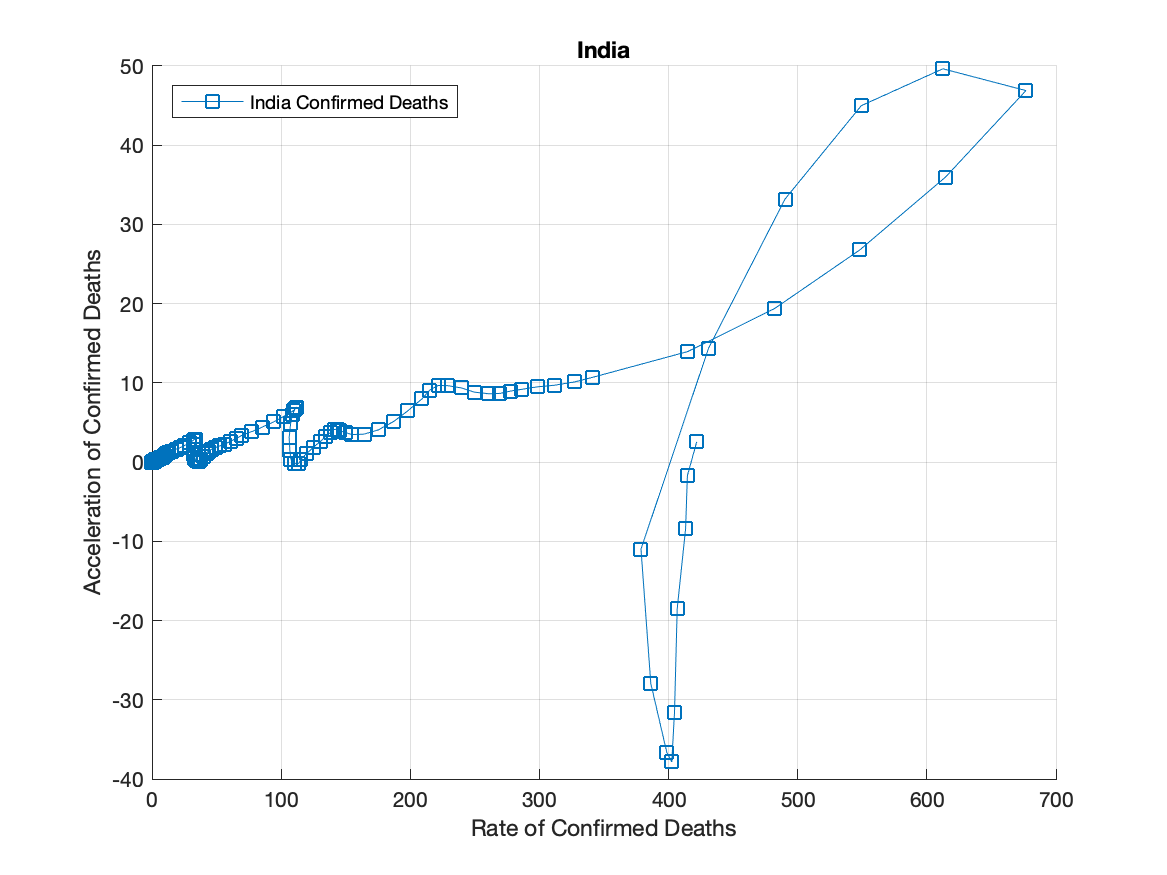 India
India Confirmed Deaths
50
40
30
20
10
0
-10
-20
-30
-40
Acceleration of Confirmed Deaths
0 100 200 300 400 500 600 700
Rate of Confirmed Deaths